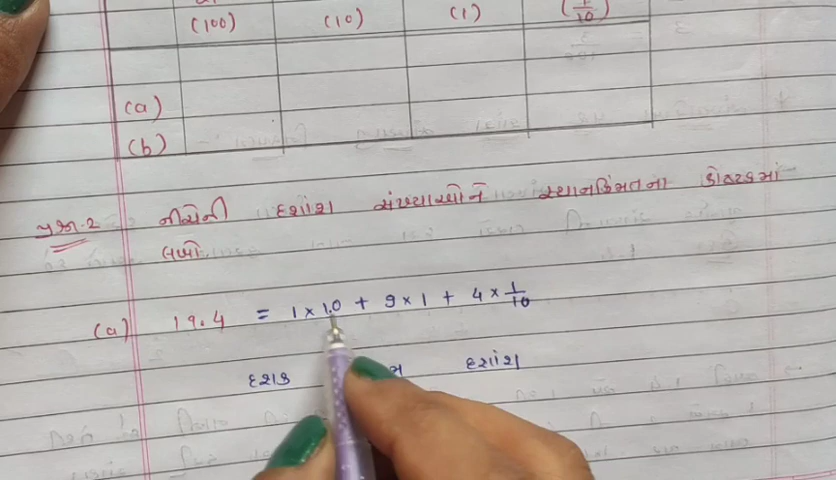 (100) (10) (1) (1/10)
(a)
(b)
પ્રશ્ન.2 નીચેની દશાંશ સંખ્યાઓને સ્થાનકિંમતના કોષ્ટકમાં
લખો.
(a) 19.4 = 1 × 10 + 9 × 1 + 4 × 1/10
દશક દશાંશ